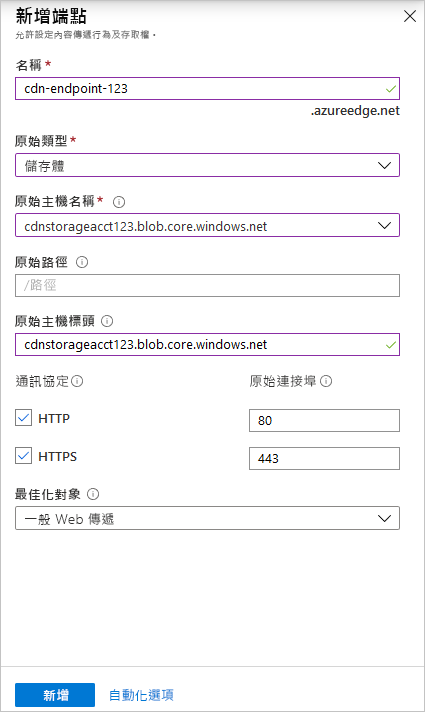 新增端點
允許設定內容傳遞行為及存取權。
名稱*
cdn-endpoint-123
.azureedge.net
原始類型*
儲存體
原始主機名稱*
cdnstorageacct123.blob.core.windows.net
原始路徑
/路徑
原始主機標頭
cdnstorageacct123.blob.core.windows.net
通訊協定 原始連接埠
HTTP 80
HTTPS 443
最佳化對象
一般 Web 傳遞
新增 自動化選項